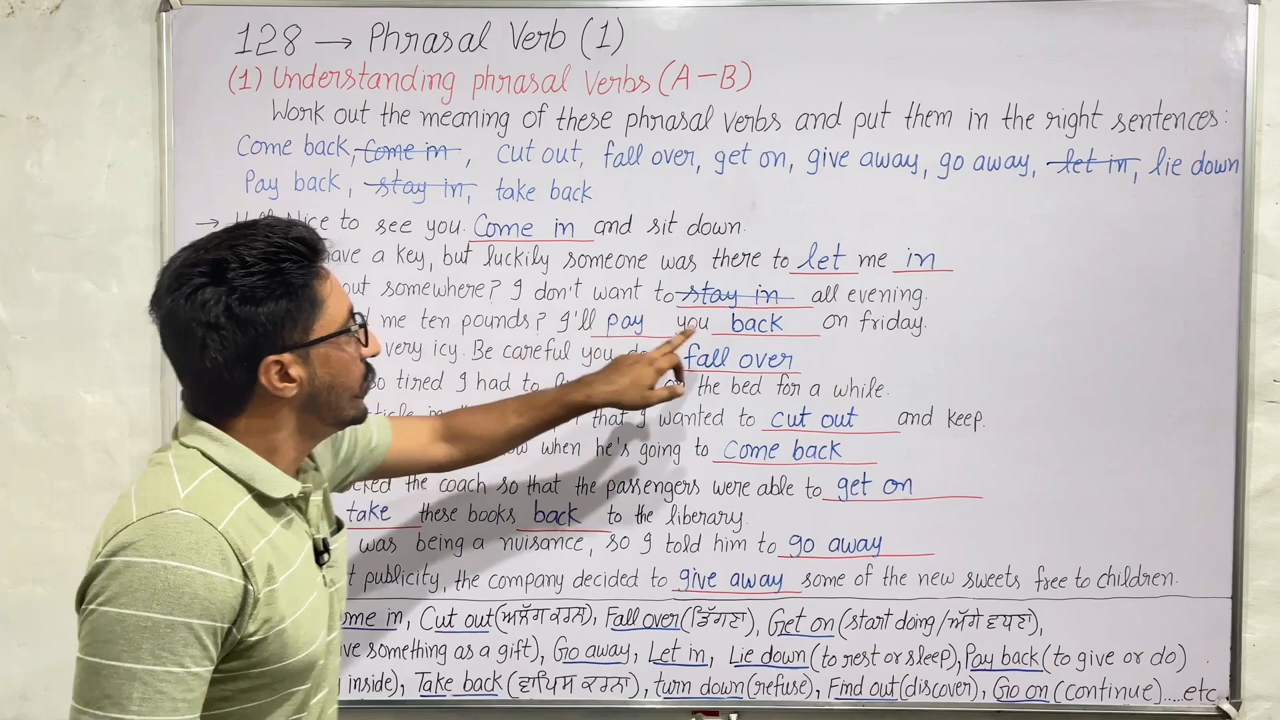 128 → Phrasal Verb (1)
(1) Understanding phrasal verbs (A-B)
Work out the meaning of these phrasal verbs and put them in the right sentences:
Come back, Come in, cut out, fall over, get on, give away, go away, let in, lie down
Pay back, stay in, take back
→ nice to see you. Come in and sit down.
have a key, but luckily someone was there to let me in
out somewhere? I don't want to stay in all evening.
me ten pounds? I'll pay you back on friday.
very icy. Be careful you fall over
so tired I had to on the bed for a while.
that I wanted to cut out and keep.
when he's going to Come back
the coach so that the passengers were able to get on
take these books back to the liberary.
was being a nuisance, so I told him to go away
publicity, the company decided to give away some of the new sweets free to children.
Come in, Cut out (ਅਲੱਗ ਕਰਨਾ), Fall over (ਡਿੱਗਣਾ), Get on (start doing/ਅੱਗੇ ਵਧਣਾ),
give something as a gift), Go away, Let in, Lie down (to rest or sleep), Pay back (to give or do)
inside), Take back (ਵਾਪਿਸ ਕਰਨਾ), turn down (refuse), Find out (discover), Go on (continue)....etc